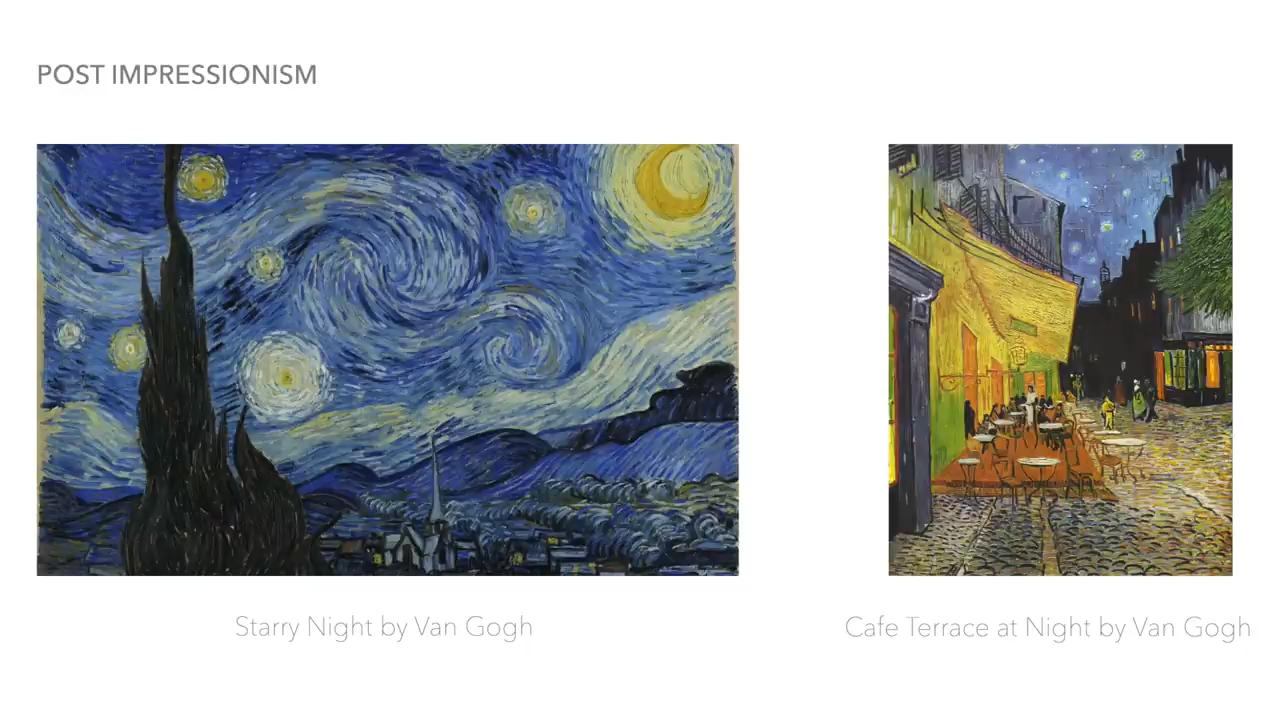 POST IMPRESSIONISM
Starry Night by Van Gogh
Cafe Terrace at Night by Van Gogh